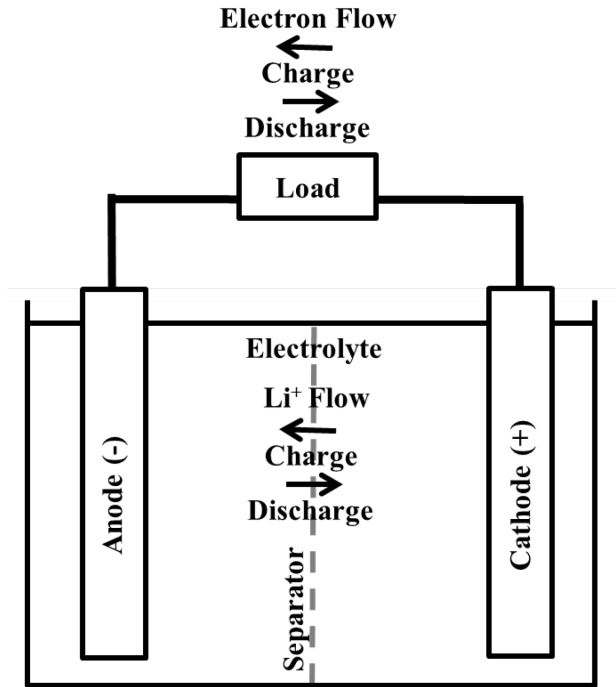 Electron Flow
Charge
Discharge
Load
Electrolyte
Li⁺ Flow
Charge
Discharge
Anode (-)
Separator
Cathode (+)